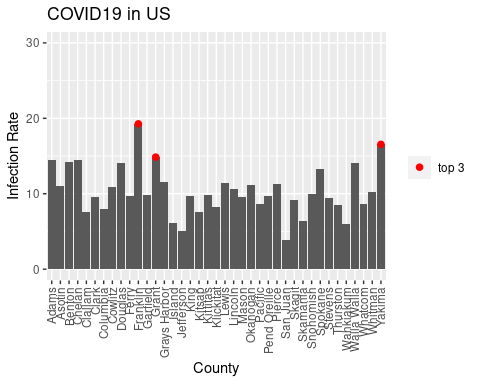 COVID19 in US
30
20
10
0
Infection Rate
Adams
Asotin
Benton
Chelan
Clallam
Clark
Columbia
Cowlitz
Douglas
Ferry
Franklin
Garfield
Grant
Grays Harbor
Island
Jefferson
King
Kitsap
Kittitas
Klickitat
Lewis
Lincoln
Mason
Okanogan
Pacific
Pend Oreille
Pierce
San Juan
Skagit
Skamania
Snohomish
Spokane
Stevens
Thurston
Wahkiakum
Walla Walla
Whatcom
Whitman
Yakima
County
top 3